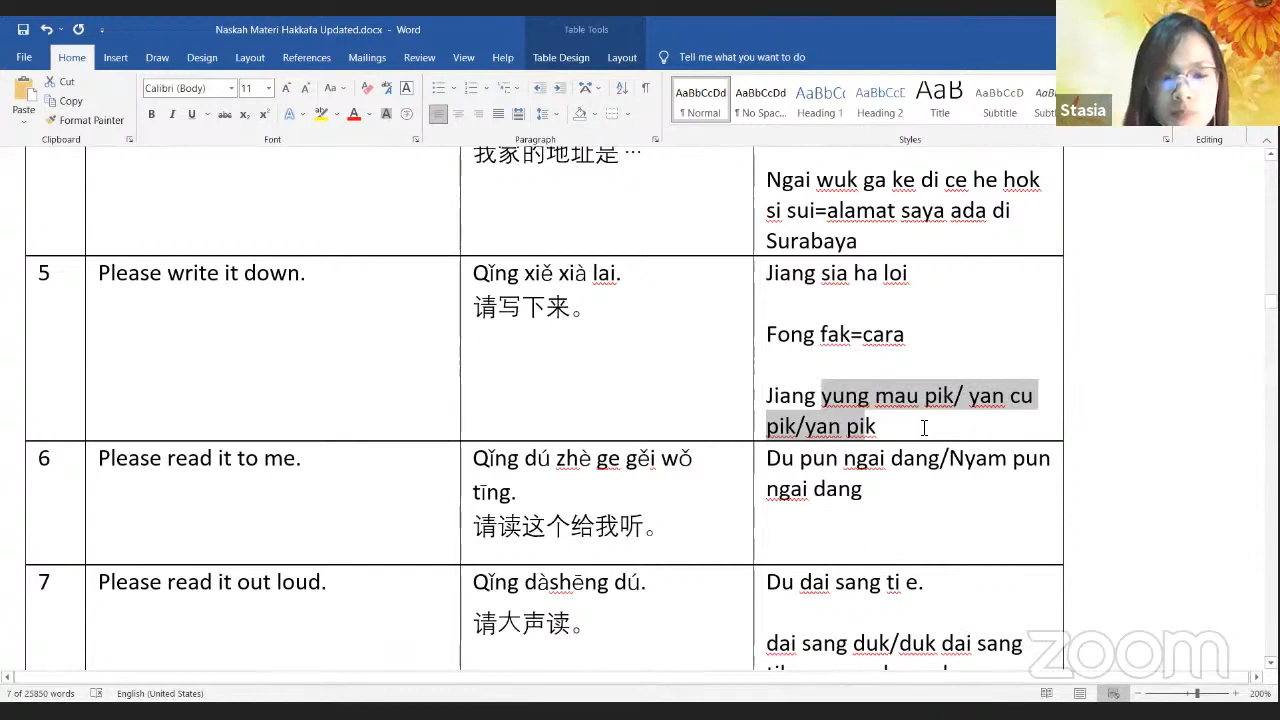 Naskah Materi Hakkafa Updated.docx - Word
Table Tools
File Home Insert Draw Design Layout References Mailings Review View Help Table Design Layout Tell me what you want to do
Stasia
Paste
Cut
Copy
Format Painter
Calibri (Body) 11
AaBbCcDd AaBbCcDd AaBbCc AaBbCcE AaB AaBbCcD
¶ Normal ¶ No Spac... Heading 1 Heading 2 Title Subtitle
Clipboard Font Paragraph Styles Editing
我家的地址是…
Ngai wuk ga ke di ce he hok
si sui=alamat saya ada di
Surabaya
5
Please write it down.
Qǐng xiě xià lai.
请写下来。
Jiang sia ha loi
Fong fak=cara
Jiang yung mau pik/ yan cu
pik/yan pik
6
Please read it to me.
Qǐng dú zhè ge gěi wǒ
tīng.
请读这个给我听。
Du pun ngai dang/Nyam pun
ngai dang
7
Please read it out loud.
Qǐng dàshēng dú.
请大声读。
Du dai sang ti e.
dai sang duk/duk dai sang
zoom
7 of 25850 words English (United States) 200%